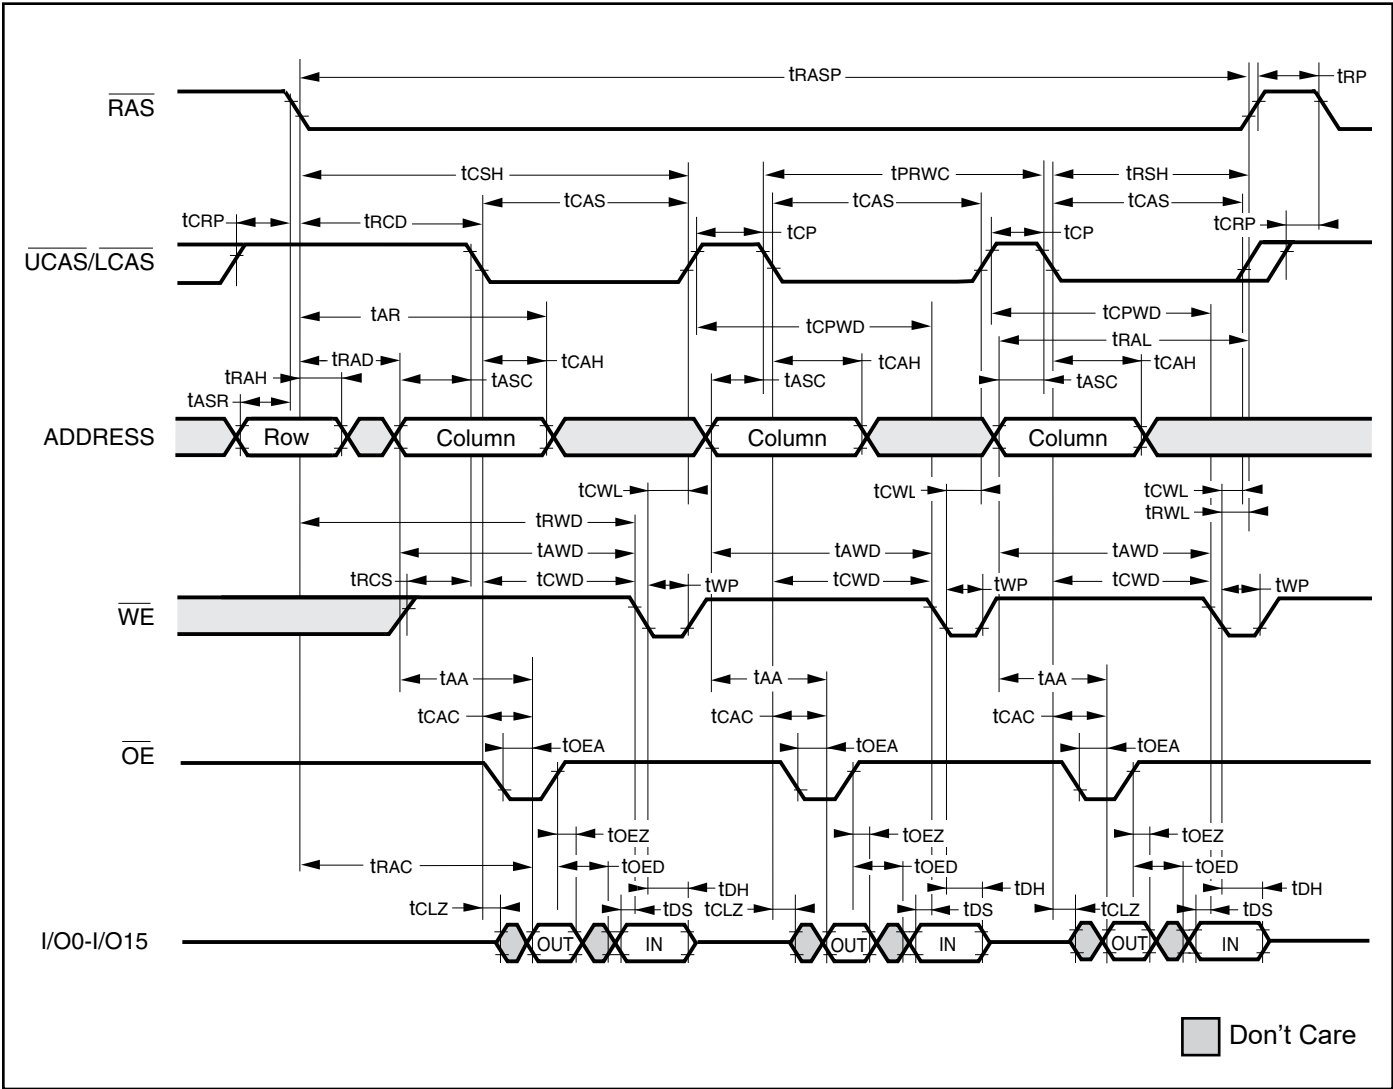 tRASP
tRP
RAS
tCSH
tPRWC
tRSH
tCAS
tCAS
tCAS
tCRP
tRCD
tCP
tCP
tCRP
UCAS/LCAS
tAR
tCPWD
tCPWD
tRAL
tRAD
tCAH
tCAH
tCAH
tRAH
tASC
tASC
tASC
tASR
ADDRESS
Row
Column
Column
Column
tCWL
tCWL
tCWL
tRWL
tRWD
tAWD
tAWD
tAWD
tRCS
tCWD
tWP
tCWD
tWP
tCWD
tWP
WE
tAA
tAA
tAA
tCAC
tCAC
tCAC
OE
tOEA
tOEA
tOEA
tOEZ
tOEZ
tOEZ
tRAC
tOED
tOED
tOED
tDH
tDH
tDH
tCLZ
tDS
tCLZ
tDS
tCLZ
tDS
I/O0-I/O15
OUT
IN
OUT
IN
OUT
IN
Don't Care